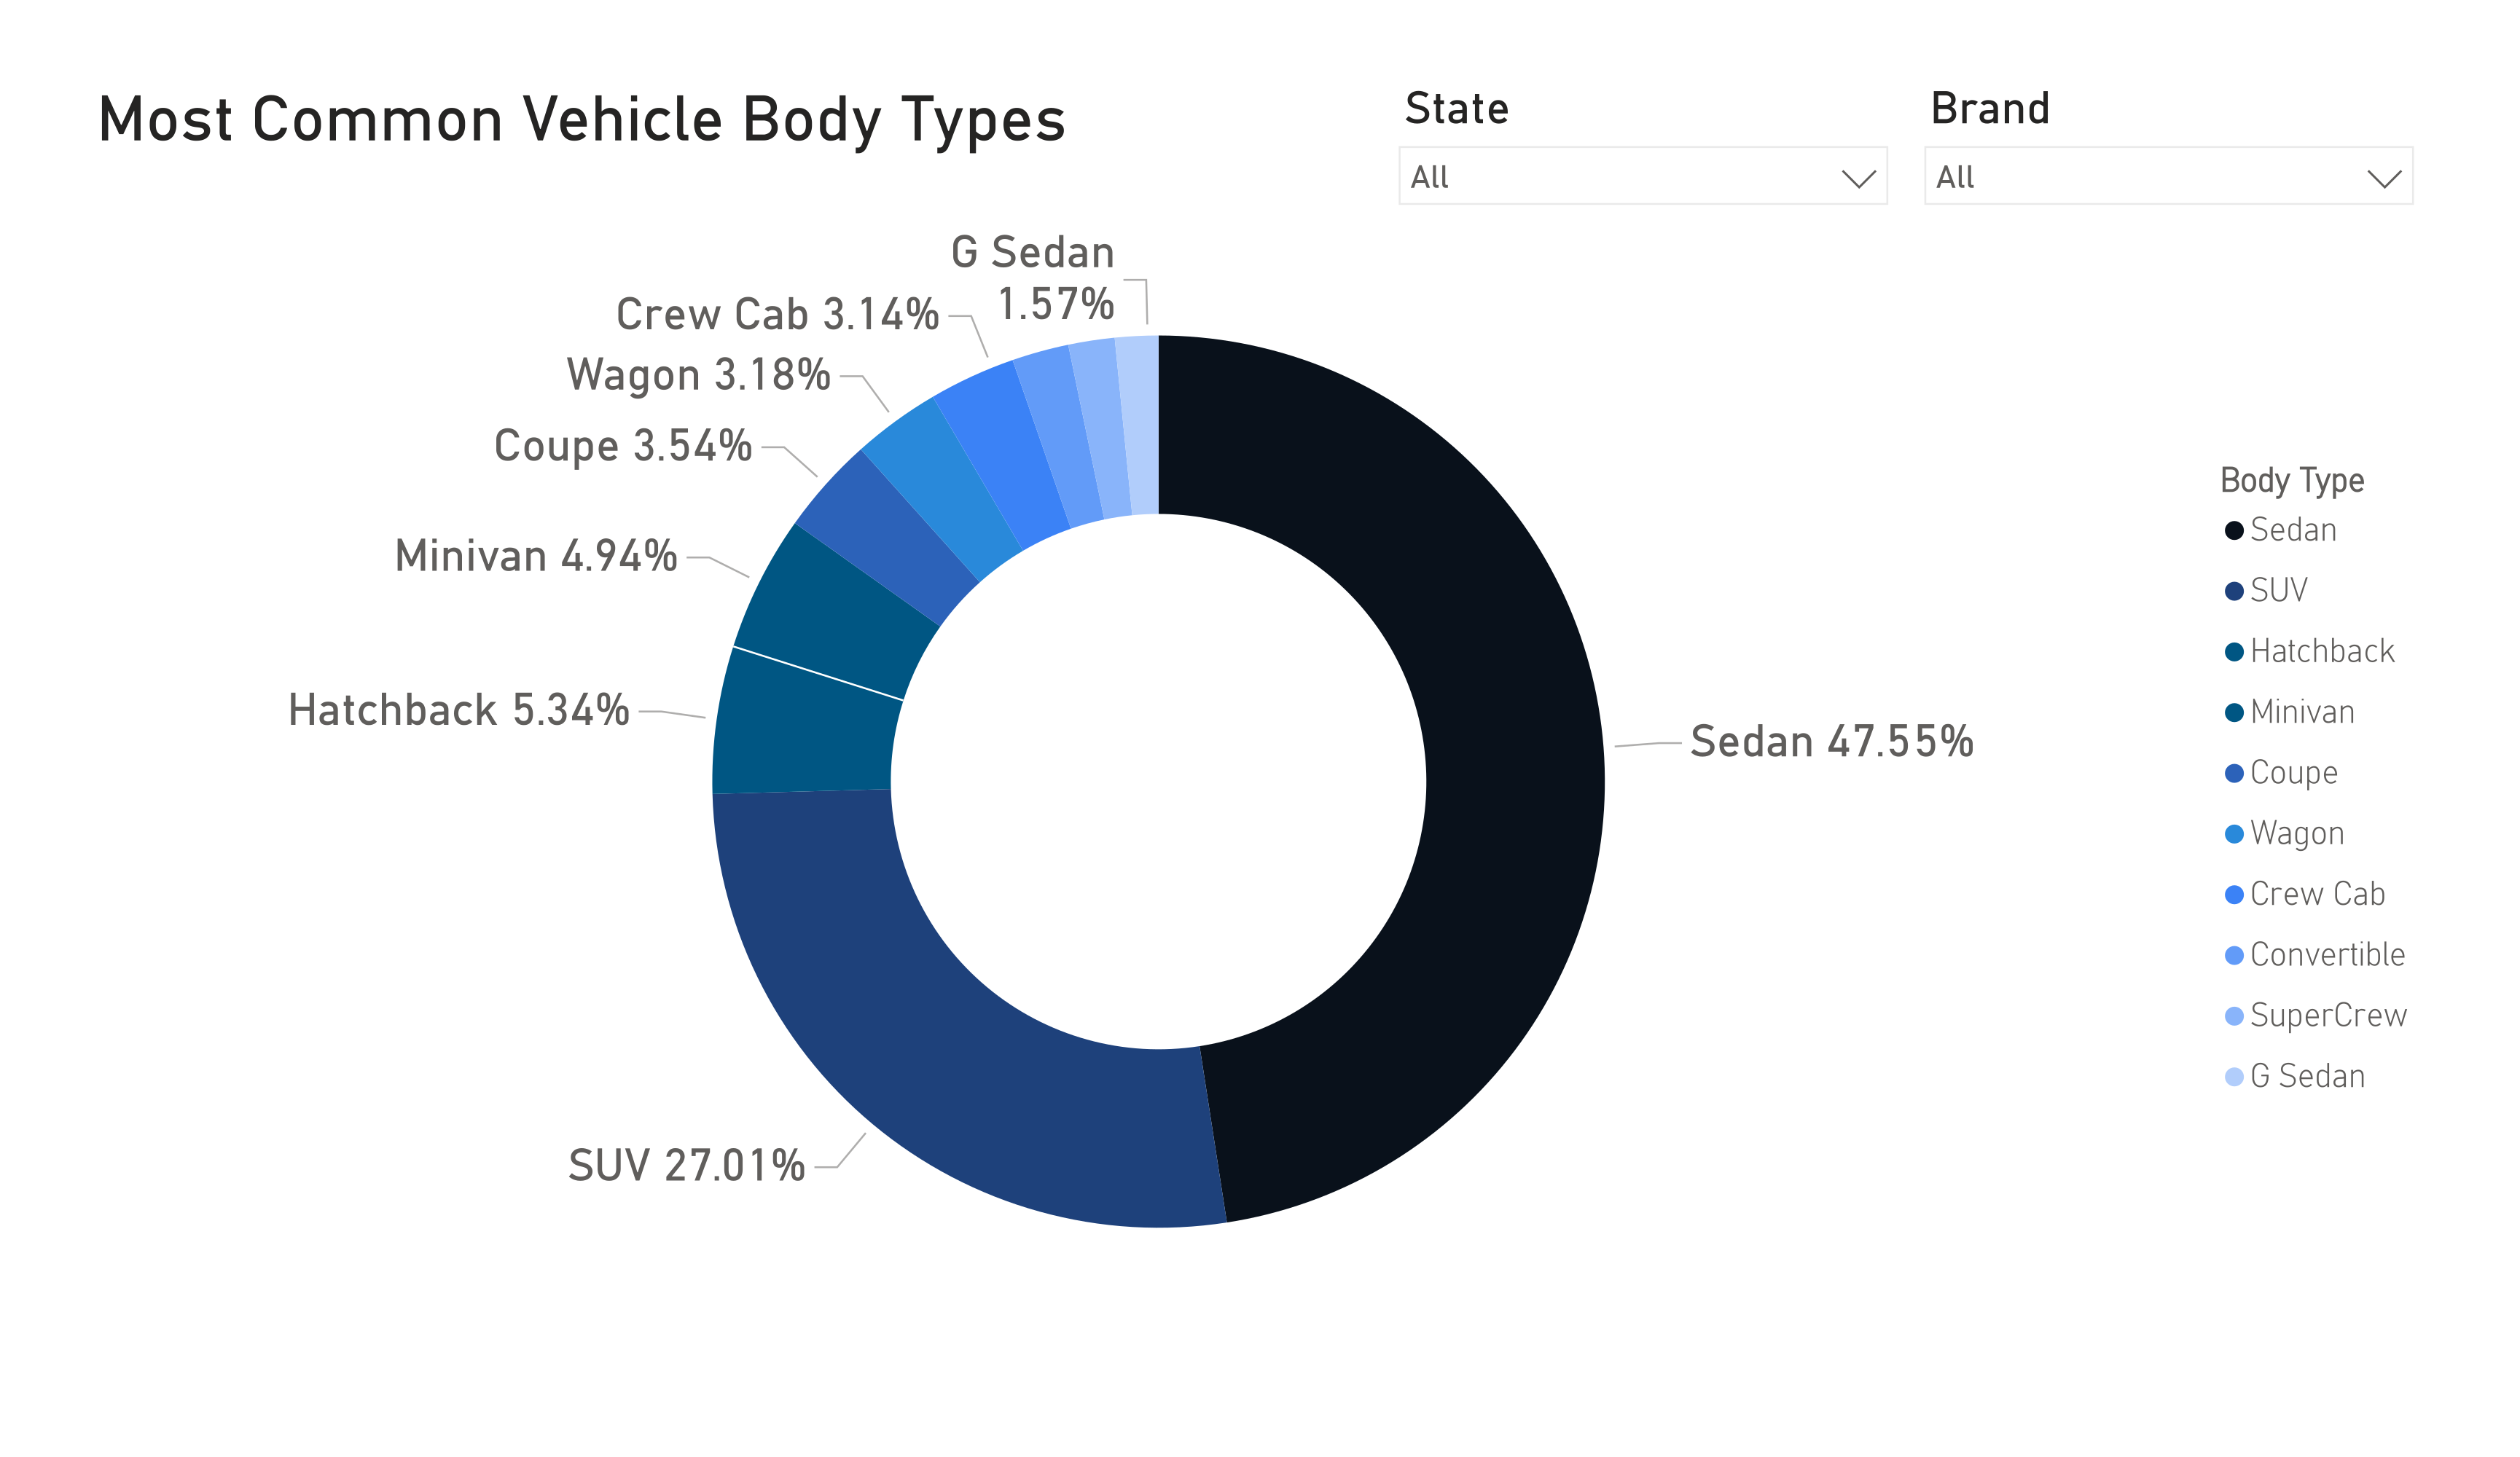 Most Common Vehicle Body Types
State
Brand
All
All
G Sedan
1.57%
Crew Cab 3.14%
Wagon 3.18%
Coupe 3.54%
Minivan 4.94%
Hatchback 5.34%
Sedan 47.55%
SUV 27.01%
Body Type
Sedan
SUV
Hatchback
Minivan
Coupe
Wagon
Crew Cab
Convertible
SuperCrew
G Sedan